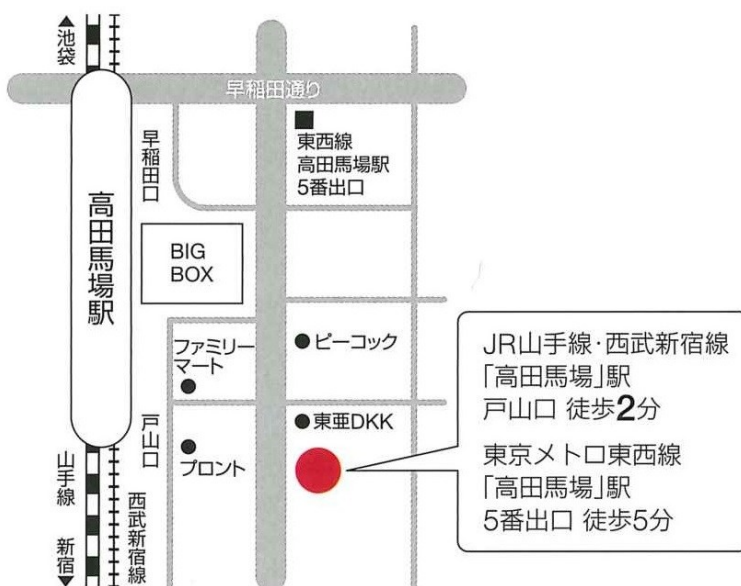 ▲池袋
早稲田通り
早稲田口
東西線
高田馬場駅
5番出口
高田馬場駅
BIG
BOX
ファミリー
マート
ピーコック
戸山口
東亜DKK
プロント
山手線
新宿▼
西武新宿線
JR山手線・西武新宿線
「高田馬場」駅
戸山口 徒歩2分
東京メトロ東西線
「高田馬場」駅
5番出口 徒歩5分